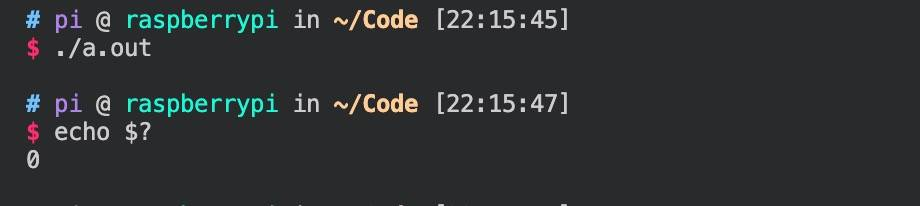 # pi @ raspberrypi in ~/Code [22:15:45]
$ ./a.out
# pi @ raspberrypi in ~/Code [22:15:47]
$ echo $?
0